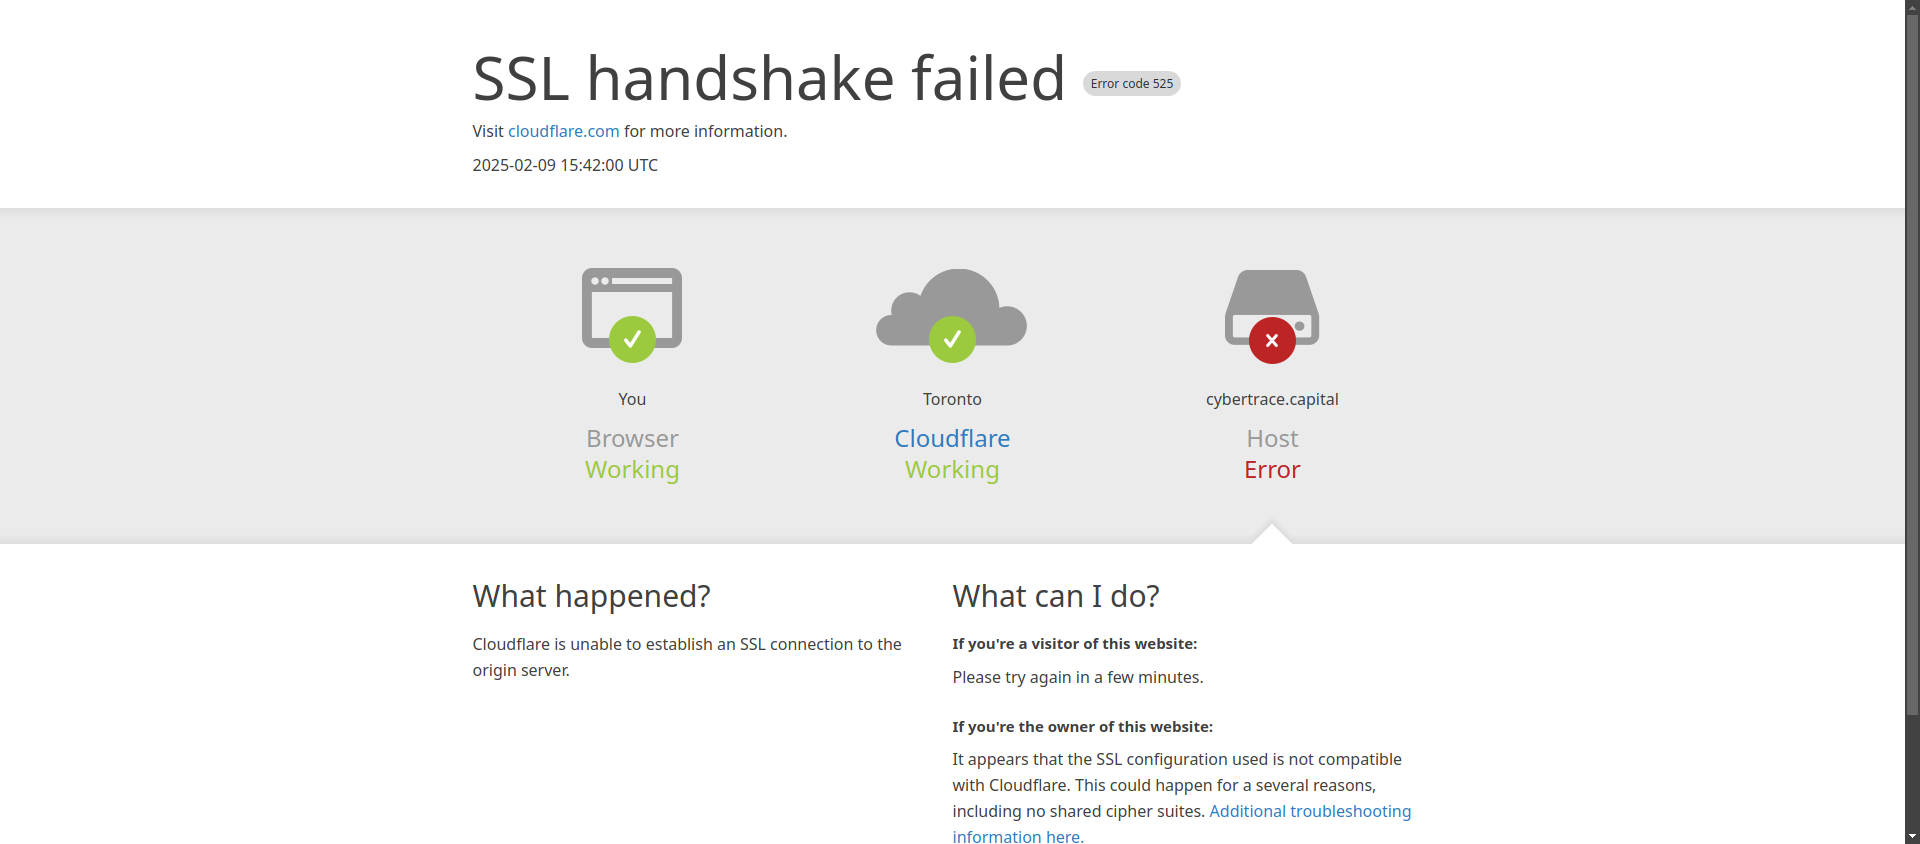 SSL handshake failed Error code 525
Visit cloudflare.com for more information.
2025-02-09 15:42:00 UTC
You
Browser
Working
Toronto
Cloudflare
Working
cybertrace.capital
Host
Error
What happened?
Cloudflare is unable to establish an SSL connection to the
origin server.
What can I do?
If you're a visitor of this website:
Please try again in a few minutes.
If you're the owner of this website:
It appears that the SSL configuration used is not compatible
with Cloudflare. This could happen for a several reasons,
including no shared cipher suites. Additional troubleshooting
information here.